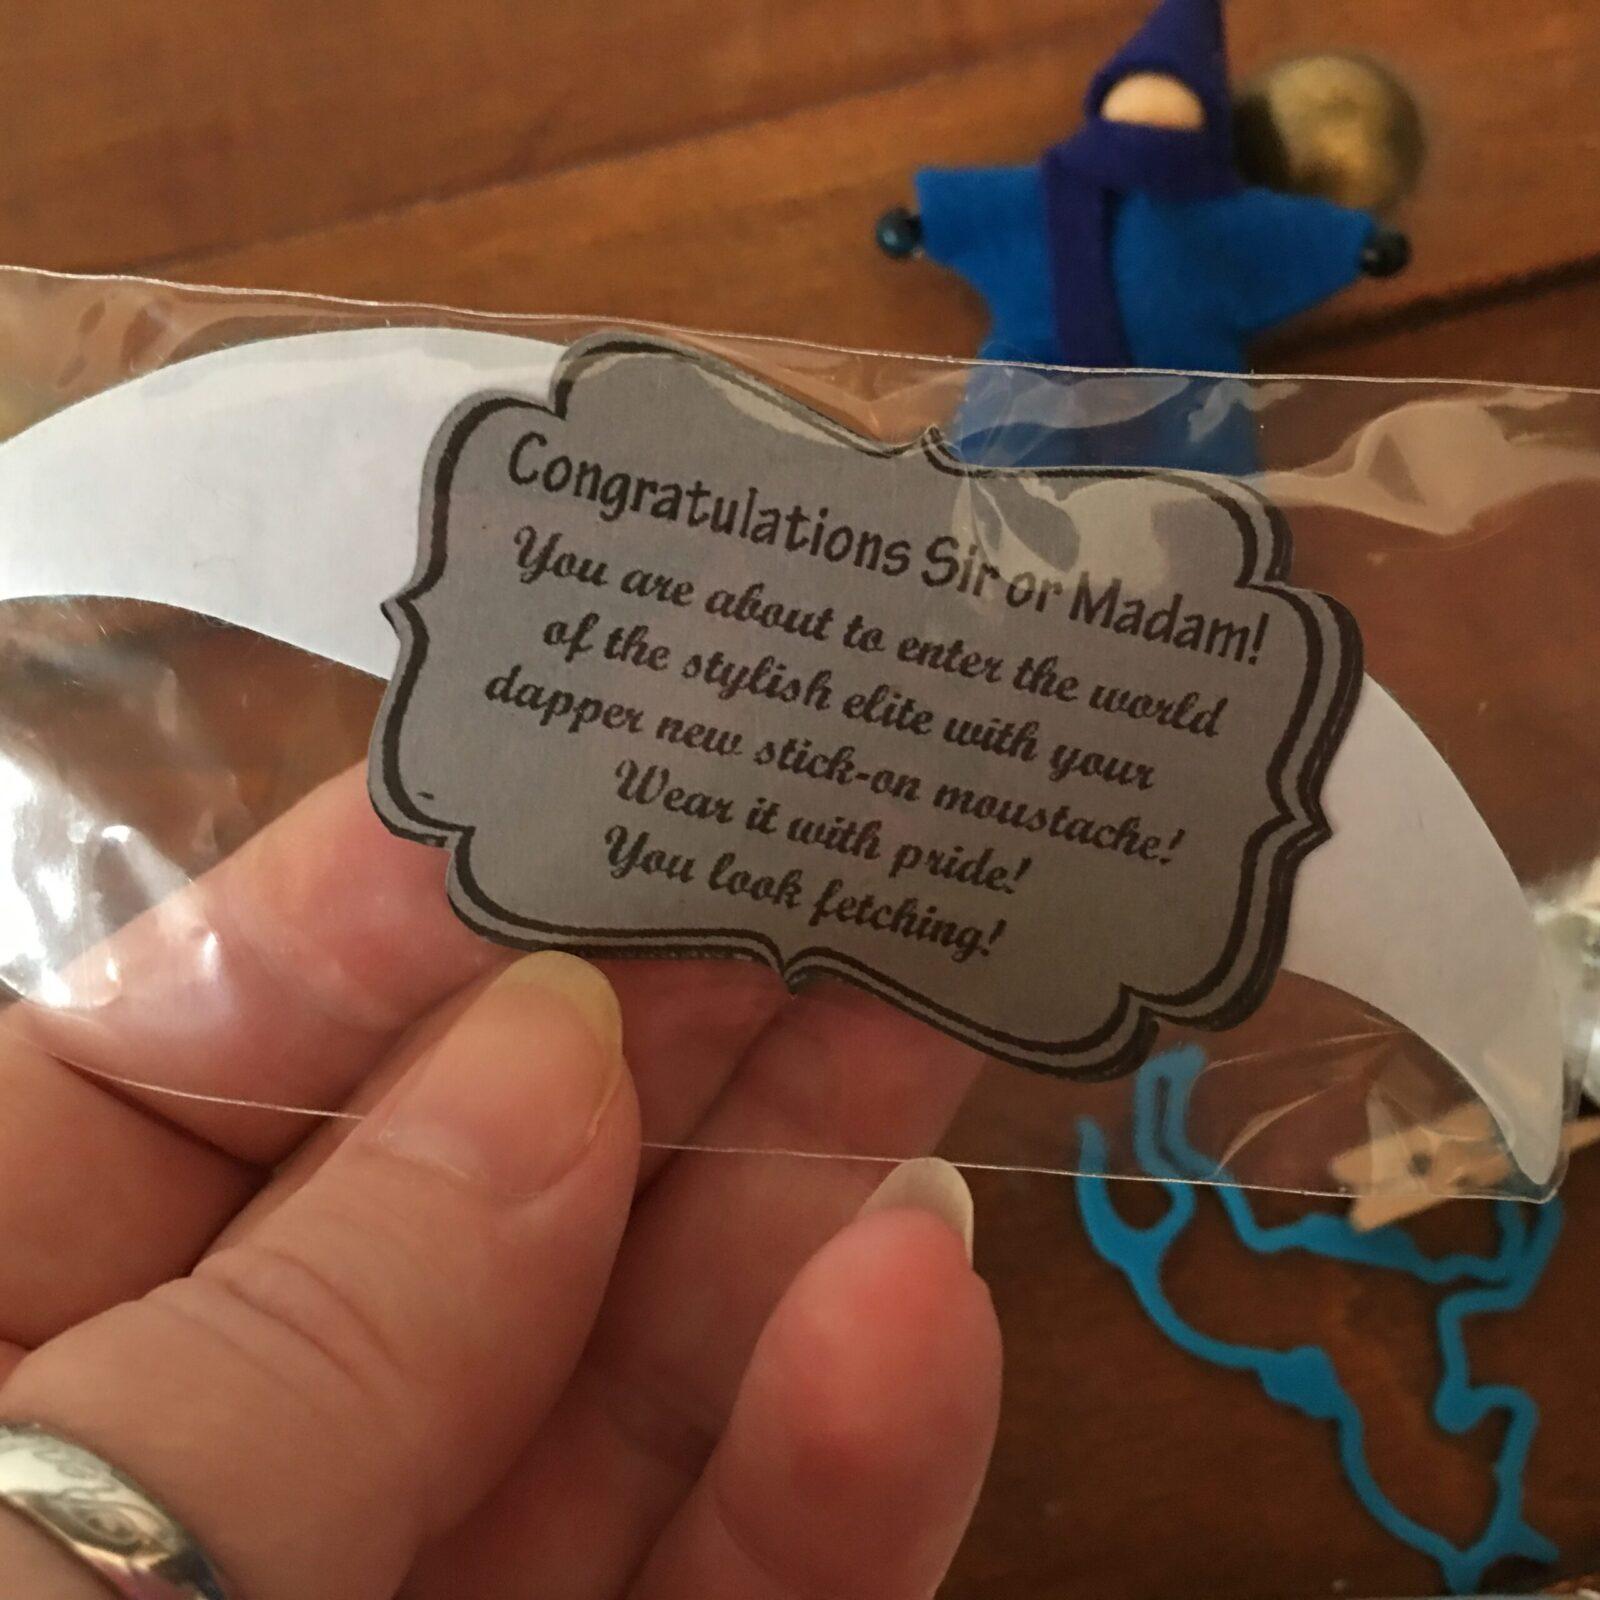 Congratulations Sir or Madam!
You are about to enter the world
of the stylish elite with your
dapper new stick-on moustache!
Wear it with pride!
You look fetching!